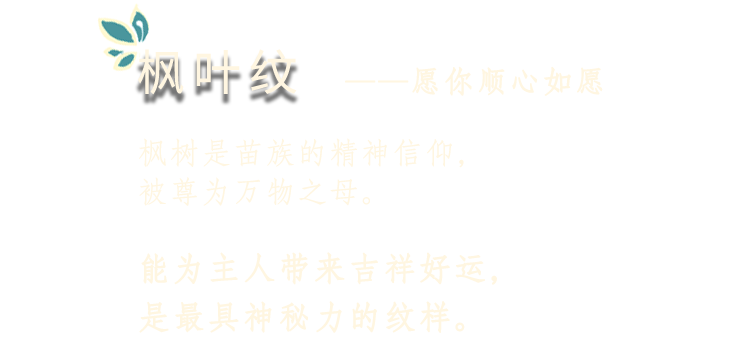 枫叶纹 ——愿你顺心如愿
枫树是苗族的精神信仰，
被尊为万物之母。
能为主人带来吉祥好运，
是最具神秘力的纹样。